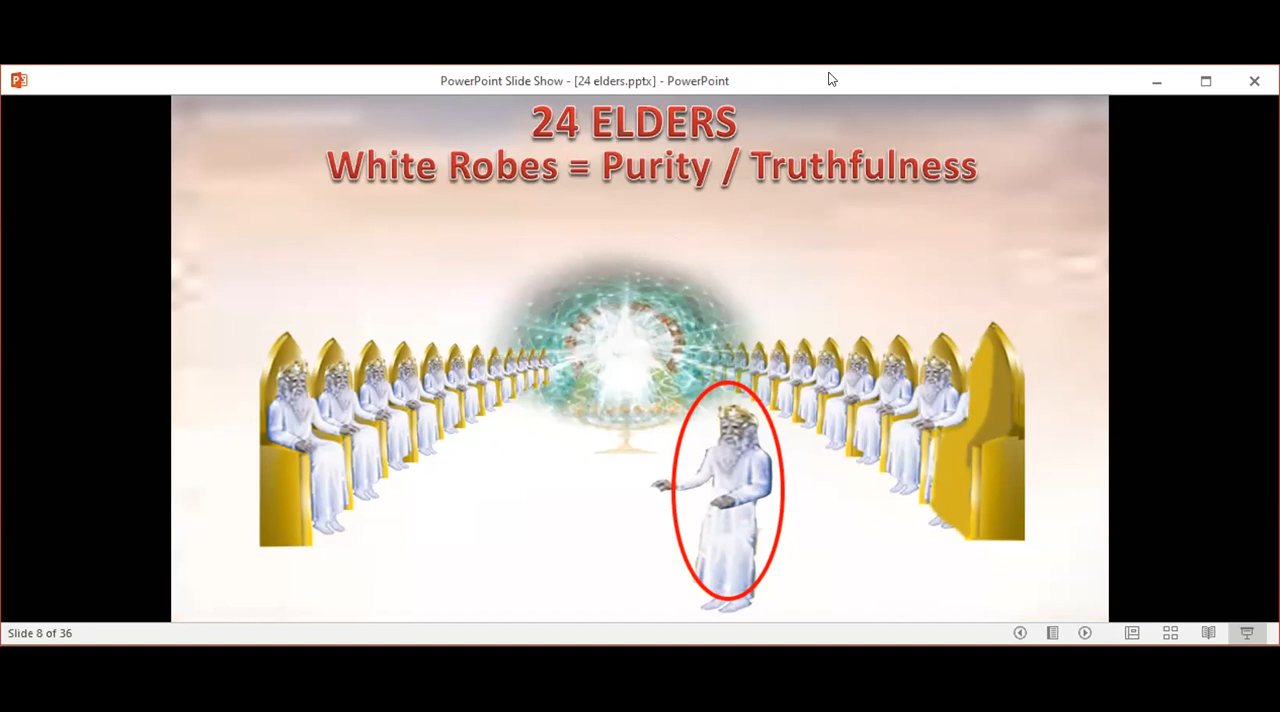 PowerPoint Slide Show - [24 elders.pptx] - PowerPoint
24 ELDERS
White Robes = Purity / Truthfulness
Slide 8 of 36